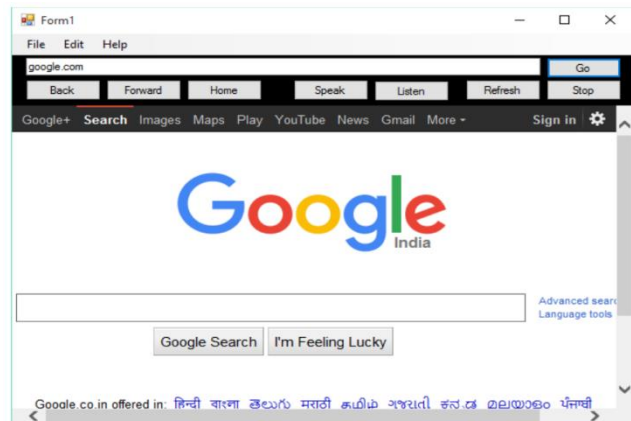 Form1
File Edit Help
google.com Go
Back Forward Home Speak Listen Refresh Stop
Google+ Search Images Maps Play YouTube News Gmail More Sign in
Google
India
Advanced searc
Language tools
Google Search I'm Feeling Lucky
Google.co.in offered in: हिन्दी বাংলা తెలుగు मराठी தமிழ் ગુજરાતી ಕನ್ನಡ മലയാളം ਪੰਜਾਬੀ